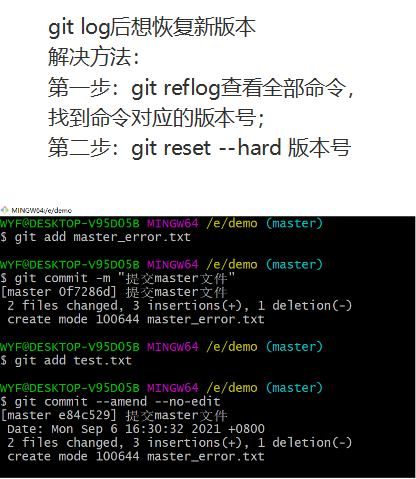 git log后想恢复新版本
解决方法：
第一步：git reflog查看全部命令，
找到命令对应的版本号；
第二步：git reset --hard 版本号
MINGW64:/e/demo
WYF@DESKTOP-V95DO5B MINGW64 /e/demo (master)
$ git add master_error.txt
WYF@DESKTOP-V95DO5B MINGW64 /e/demo (master)
$ git commit -m "提交master文件"
[master 0f7286d] 提交master文件
 2 files changed, 3 insertions(+), 1 deletion(-)
 create mode 100644 master_error.txt
WYF@DESKTOP-V95DO5B MINGW64 /e/demo (master)
$ git add test.txt
WYF@DESKTOP-V95DO5B MINGW64 /e/demo (master)
$ git commit --amend --no-edit
[master e84c529] 提交master文件
 Date: Mon Sep 6 16:30:32 2021 +0800
 2 files changed, 3 insertions(+), 1 deletion(-)
 create mode 100644 master_error.txt